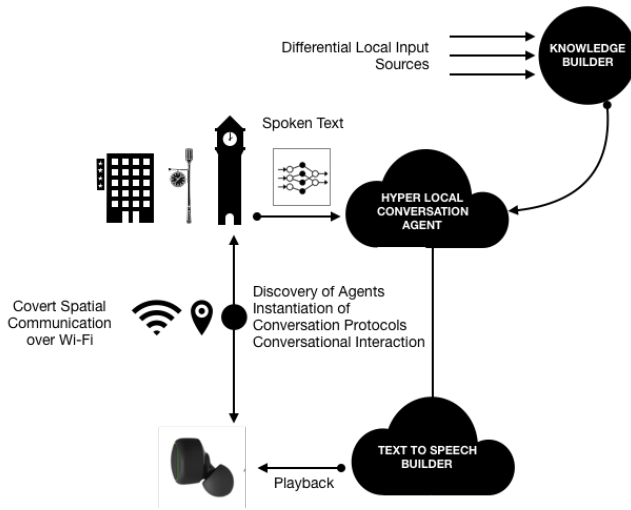 Differential Local Input
Sources
KNOWLEDGE
BUILDER
Spoken Text
HYPER LOCAL
CONVERSATION
AGENT
Covert Spatial
Communication
over Wi-Fi
Discovery of Agents
Instantiation of
Conversation Protocols
Conversational Interaction
TEXT TO SPEECH
BUILDER
Playback